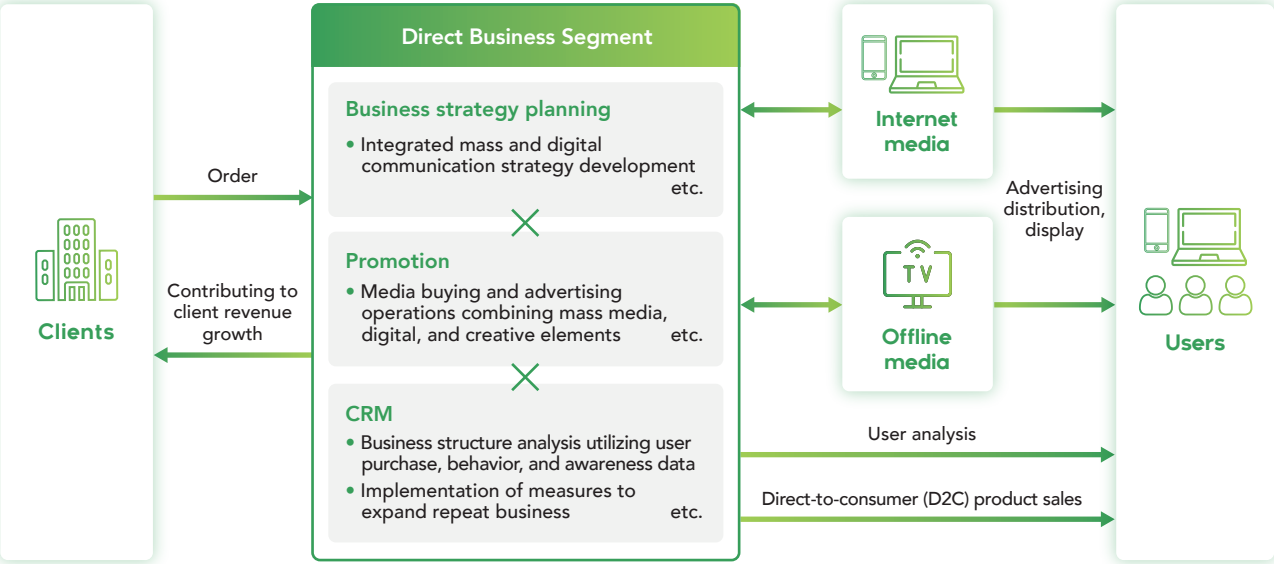 Direct Business Segment
Business strategy planning
• Integrated mass and digital
communication strategy development
etc.
Promotion
• Media buying and advertising
operations combining mass media,
digital, and creative elements etc.
CRM
• Business structure analysis utilizing user
purchase, behavior, and awareness data
• Implementation of measures to
expand repeat business etc.
Clients
Order
Contributing to
client revenue
growth
Internet
media
TV
Offline
media
Advertising
distribution,
display
User analysis
Direct-to-consumer (D2C) product sales
Users